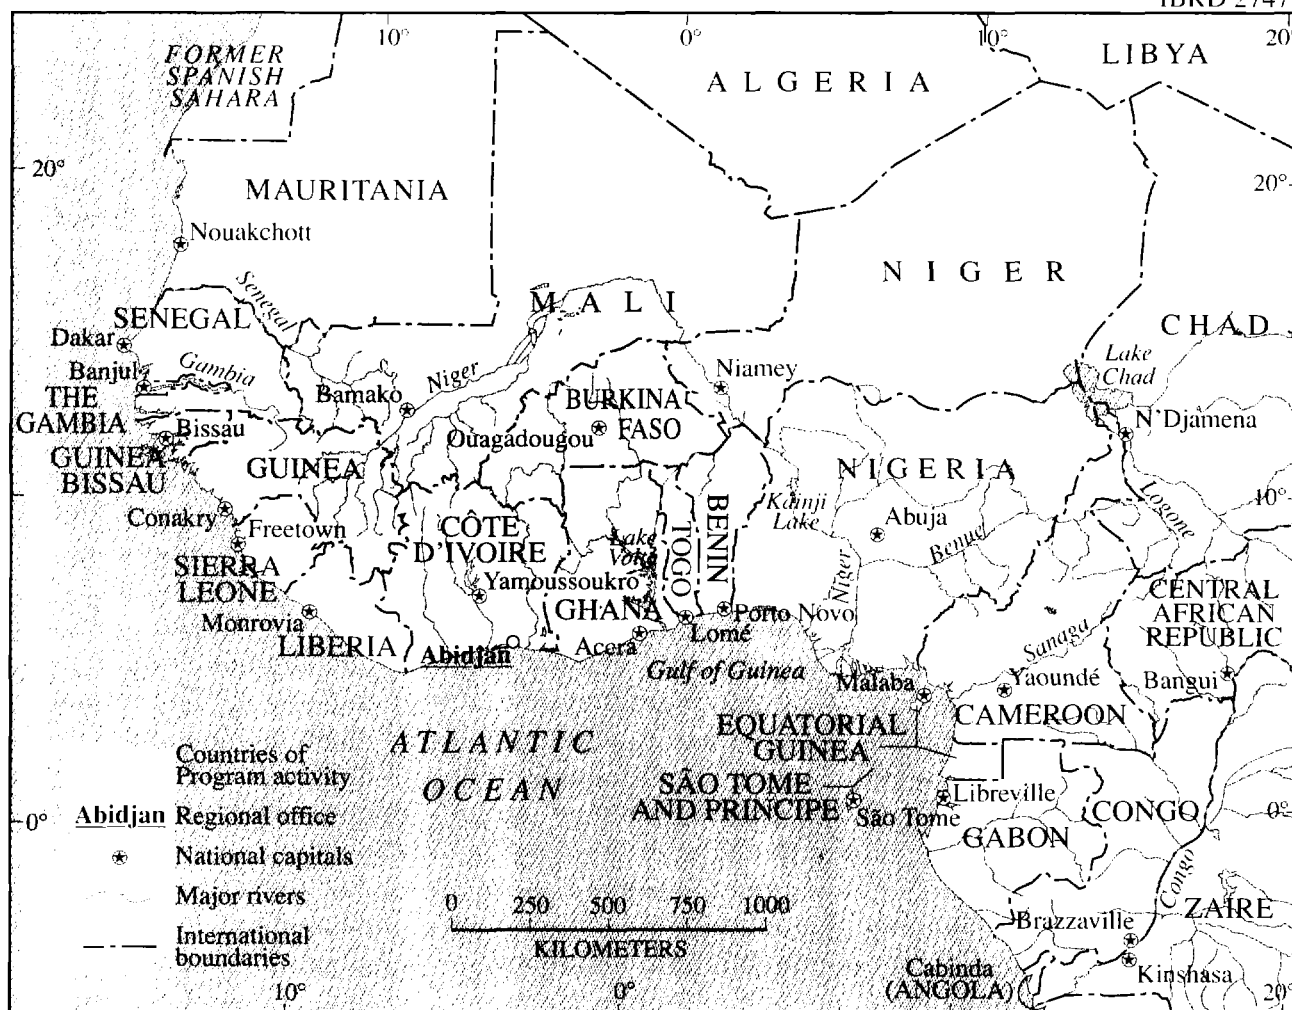 IBRD 2747
10°
0°
10°
20°
FORMER
SPANISH
SAHARA
ALGERIA
LIBYA
20°
20°
MAURITANIA
Nouakchott
NIGER
Senegal
MALI
SENEGAL
CHAD
Dakar
Lake
Chad
Banjul
Gambia
Niger
Niamey
THE
GAMBIA
Bamako
BURKINA
FASO
N'Djamena
Bissau
Ouagadougou
GUINEA
BISSAU
GUINEA
NIGERIA
Kainji
Lake
10°
Logone
Conakry
Freetown
CÔTE
D'IVOIRE
Lake
Volta
TOGO
BENIN
Abuja
Benue
Niger
SIERRA
LEONE
Yamoussoukro
GHANA
CENTRAL
AFRICAN
REPUBLIC
Monrovia
LIBERIA
Abidjan
Accra
Lomé
Porto Novo
Sanaga
Gulf of Guinea
Malaba
Yaoundé
Bangui
CAMEROON
EQUATORIAL
GUINEA
ATLANTIC
OCEAN
SÃO TOME
AND PRINCIPE
São Tome
Libreville
GABON
CONGO
0°
0°
Congo
ZAIRE
Brazzaville
Kinshasa
Cabinda
(ANGOLA)
Countries of
Program activity
Abidjan Regional office
National capitals
Major rivers
International
boundaries
0 250 500 750 1000
KILOMETERS
10°
0°
20°